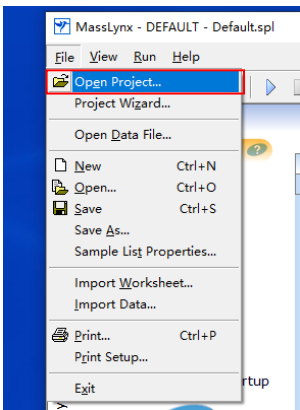 MassLynx - DEFAULT - Default.spl
File View Run Help
Open Project...
Project Wizard...
Open Data File...
New Ctrl+N
Open... Ctrl+O
Save Ctrl+S
Save As...
Sample List Properties...
Import Worksheet...
Import Data...
Print... Ctrl+P
Print Setup...
Exit
?